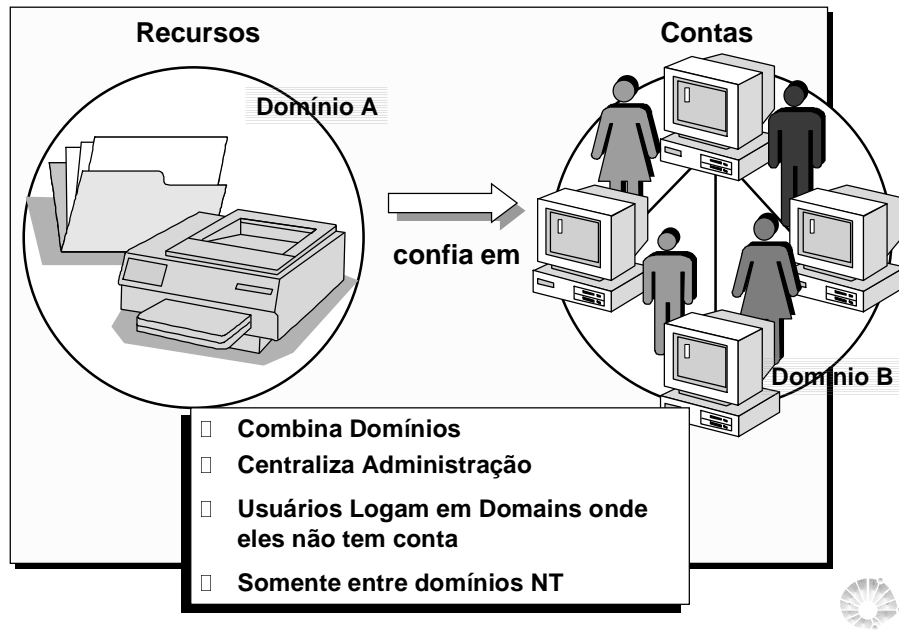 Recursos
Contas
Domínio A
confia em
Domínio B
Combina Domínios
Centraliza Administração
Usuários Logam em Domains onde
eles não tem conta
Somente entre domínios NT